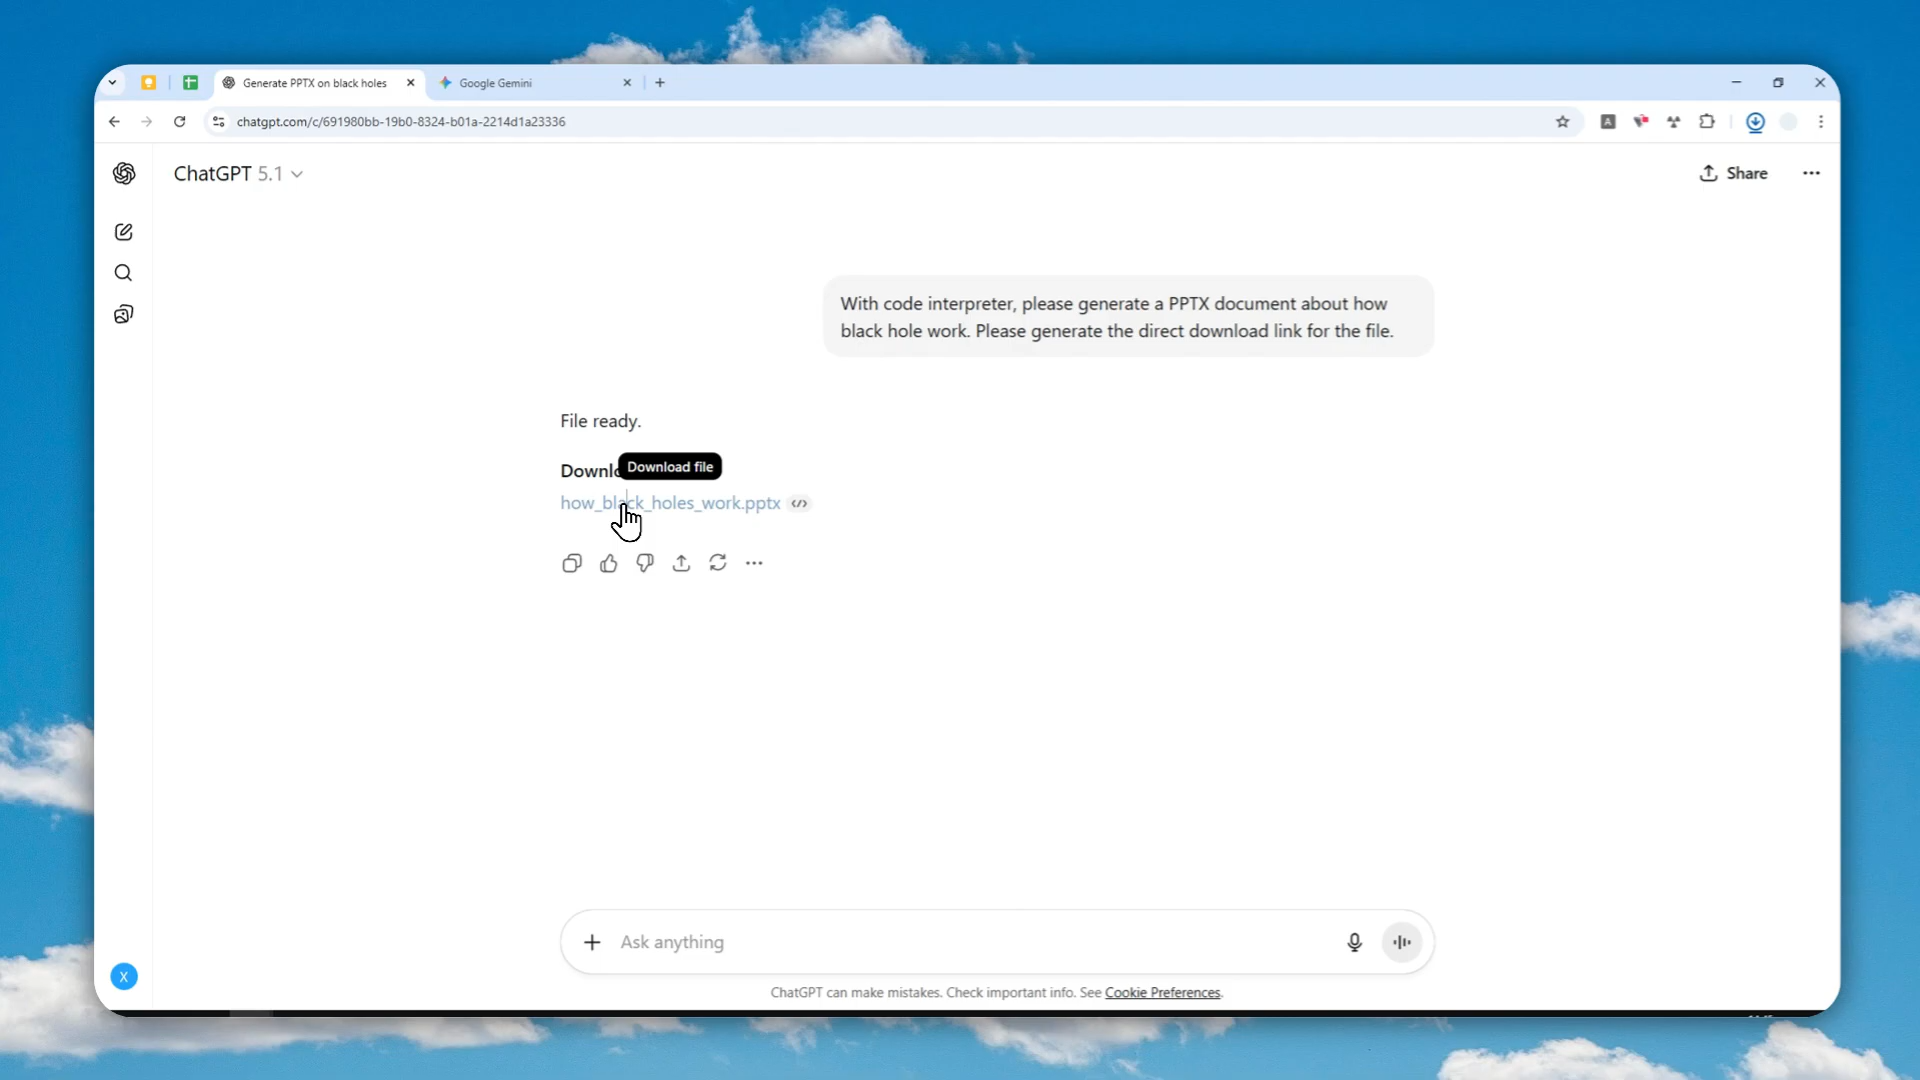 Generate PPTX on black holes
Google Gemini
chatgpt.com/c/691980bb-19b0-8324-b01a-2214d1a23336
A
ChatGPT 5.1
Share
With code interpreter, please generate a PPTX document about how
black hole work. Please generate the direct download link for the file.
File ready.
Download file
how_black_holes_work.pptx
Ask anything
X
ChatGPT can make mistakes. Check important info. See Cookie Preferences.